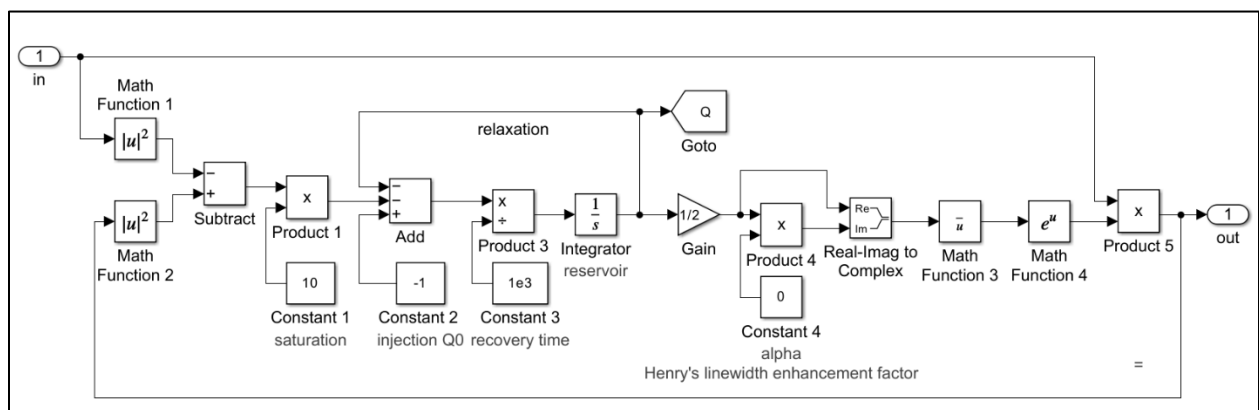 1
in
Math
Function 1
|u|²
|u|²
Math
Function 2
−
+
Subtract
x
Product 1
10
Constant 1
saturation
relaxation
−
−
+
Add
-1
Constant 2
injection Q0
x
÷
Product 3
1e3
Constant 3
recovery time
1
s
Integrator
reservoir
Q
Goto
1/2
Gain
x
Product 4
0
Constant 4
alpha
Henry's linewidth enhancement factor
Re
Im
Real-Imag to
Complex
u̅
Math
Function 3
eᵘ
Math
Function 4
x
Product 5
1
out
=